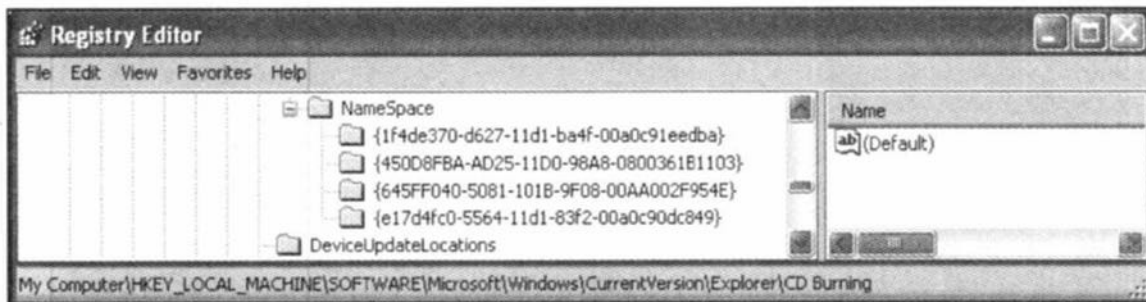 Registry Editor
File Edit View Favorites Help
NameSpace
{1f4de370-d627-11d1-ba4f-00a0c91eedba}
{450D8FBA-AD25-11D0-98A8-0800361B1103}
{645FF040-5081-101B-9F08-00AA002F954E}
{e17d4fc0-5564-11d1-83f2-00a0c90dc849}
DeviceUpdateLocations
Name
ab (Default)
My Computer\HKEY_LOCAL_MACHINE\SOFTWARE\Microsoft\Windows\CurrentVersion\Explorer\CD Burning